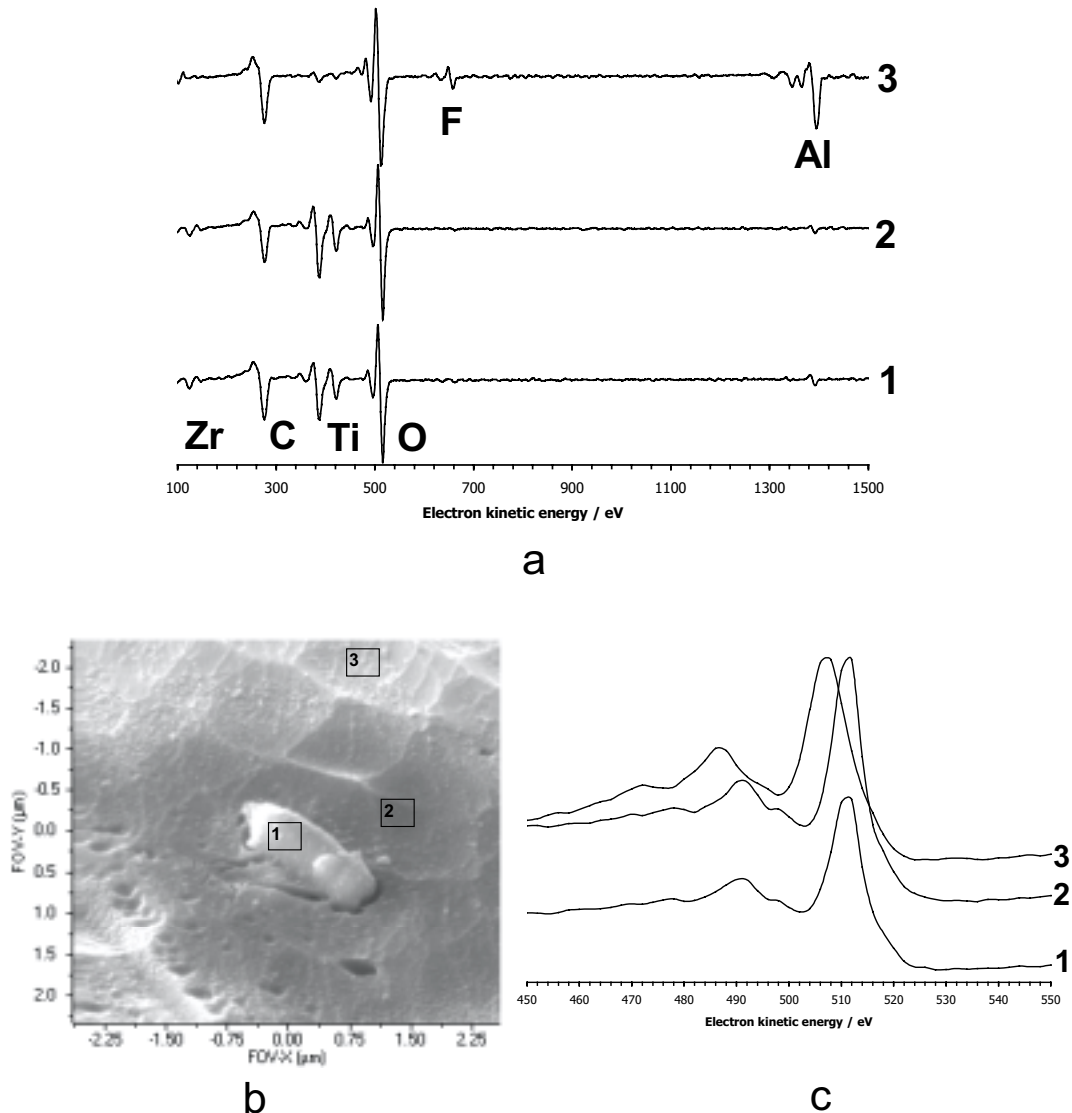 3
F
Al
2
1
Zr C Ti O
100 300 500 700 900 1100 1300 1500
Electron kinetic energy / eV
a
3
2
1
-2.0
-1.5
-1.0
-0.5
0.0
0.5
1.0
1.5
2.0
FOV-Y (μm)
-2.25 -1.50 -0.75 0.00 0.75 1.50 2.25
FOV-X (μm)
b
3
2
1
450 460 470 480 490 500 510 520 530 540 550
Electron kinetic energy / eV
c